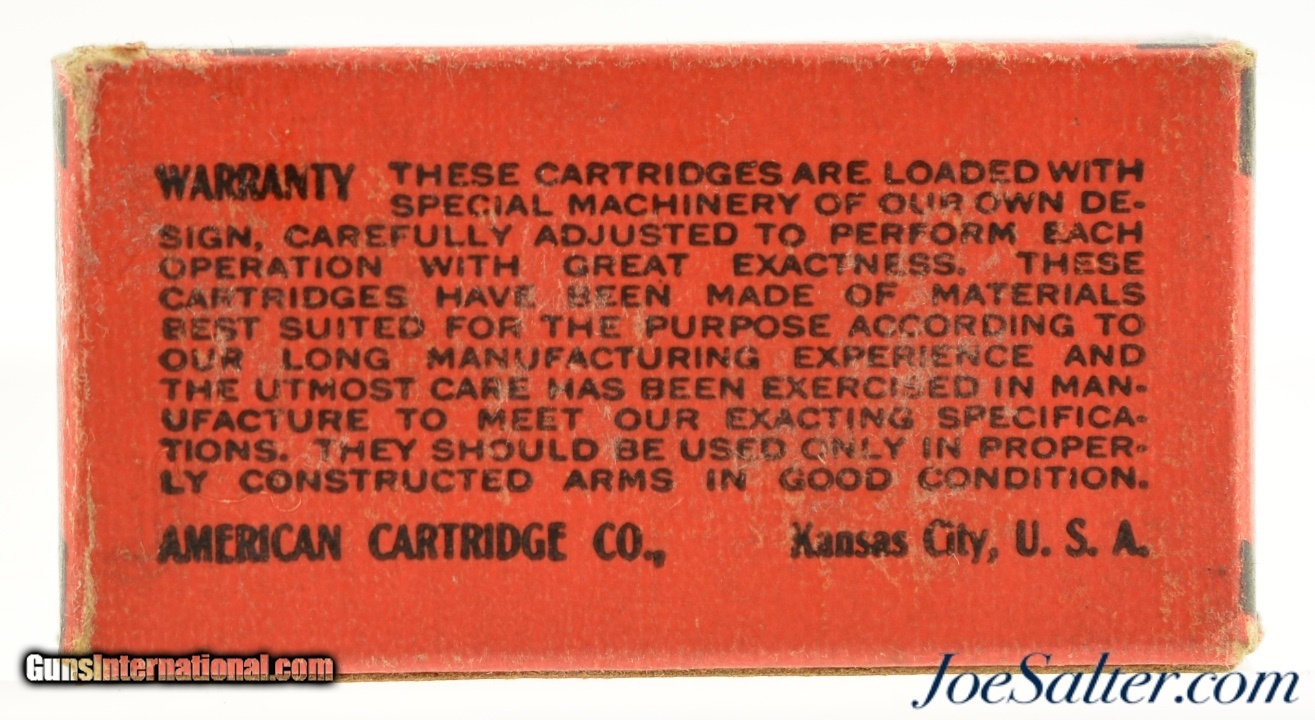 WARRANTY THESE CARTRIDGES ARE LOADED WITH
SPECIAL MACHINERY OF OUR OWN DE-
SIGN, CAREFULLY ADJUSTED TO PERFORM EACH
OPERATION WITH GREAT EXACTNESS. THESE
CARTRIDGES HAVE BEEN MADE OF MATERIALS
BEST SUITED FOR THE PURPOSE ACCORDING TO
OUR LONG MANUFACTURING EXPERIENCE AND
THE UTMOST CARE HAS BEEN EXERCISED IN MAN-
UFACTURE TO MEET OUR EXACTING SPECIFICA-
TIONS. THEY SHOULD BE USED ONLY IN PROPER-
LY CONSTRUCTED ARMS IN GOOD CONDITION.
AMERICAN CARTRIDGE CO., Kansas City, U. S. A.
GunsInternational.com
JoeSalter.com